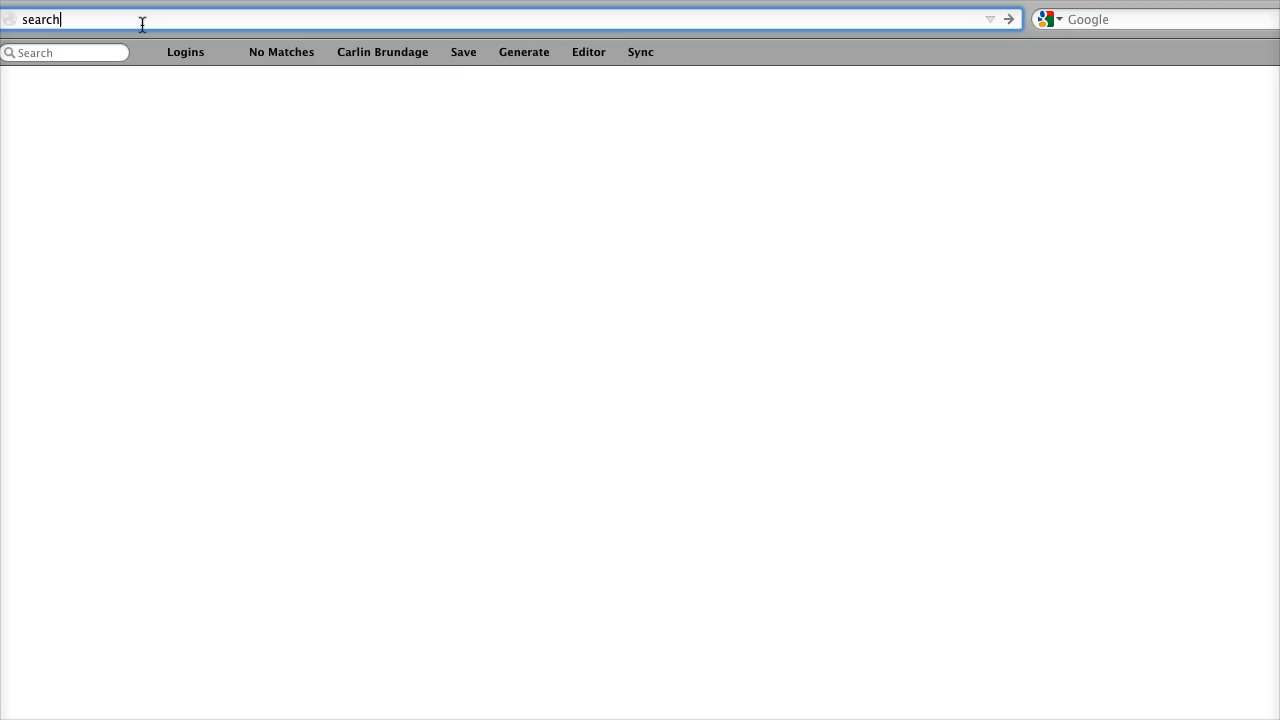 search
Google
Search
Logins
No Matches
Carlin Brundage
Save
Generate
Editor
Sync